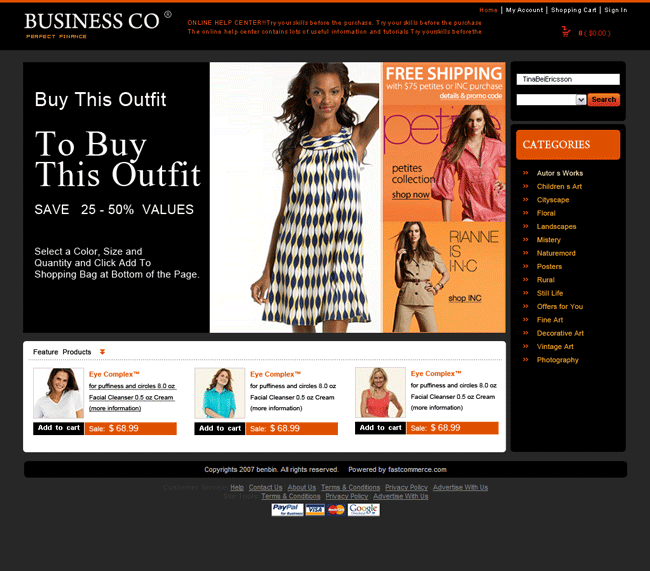 BUSINESS CO ®
PERFECT FINANCE
ONLINE HELP CENTER!!!Try yourskills before the purchase. Try your skills before the purchase
The online help center contains lots of useful information and tutorials Try yourskills beforethe
Home | My Account | Shopping Cart | Sign In
0 ( $0.00 )
Buy This Outfit
To Buy
This Outfit
SAVE 25 - 50% VALUES
Select a Color, Size and
Quantity and Click Add To
Shopping Bag at Bottom of the Page.
FREE SHIPPING
with $75 petites or INC purchase
details & promo code
petite
petites
collection
shop now
RIANNE
IS
I·N·C
shop INC
TinaBeiEricsson
Search
CATEGORIES
Autor s Works
Children s Art
Cityscape
Floral
Landscapes
Mistery
Naturemord
Posters
Rural
Still Life
Offers for You
Fine Art
Decorative Art
Vintage Art
Photography
Feature Products
Eye Complex™
for puffiness and circles 8.0 oz
Facial Cleanser 0.5 oz Cream
(more information)
Add to cart
Sale: $ 68.99
Eye Complex™
for puffiness and circles 8.0 oz
Facial Cleanser 0.5 oz Cream
(more information)
Add to cart
Sale: $ 68.99
Eye Complex™
for puffiness and circles 8.0 oz
Facial Cleanser 0.5 oz Cream
(more information)
Add to cart
Sale: $ 68.99
Copyrights 2007 benbin. All rights reserved. Powered by fastcommerce.com
Help Contact Us About Us Terms & Conditions Privacy Policy Advertise With Us
Terms & Conditions Privacy Policy Advertise With Us
PayPal
for Business
VISA
MasterCard
Google